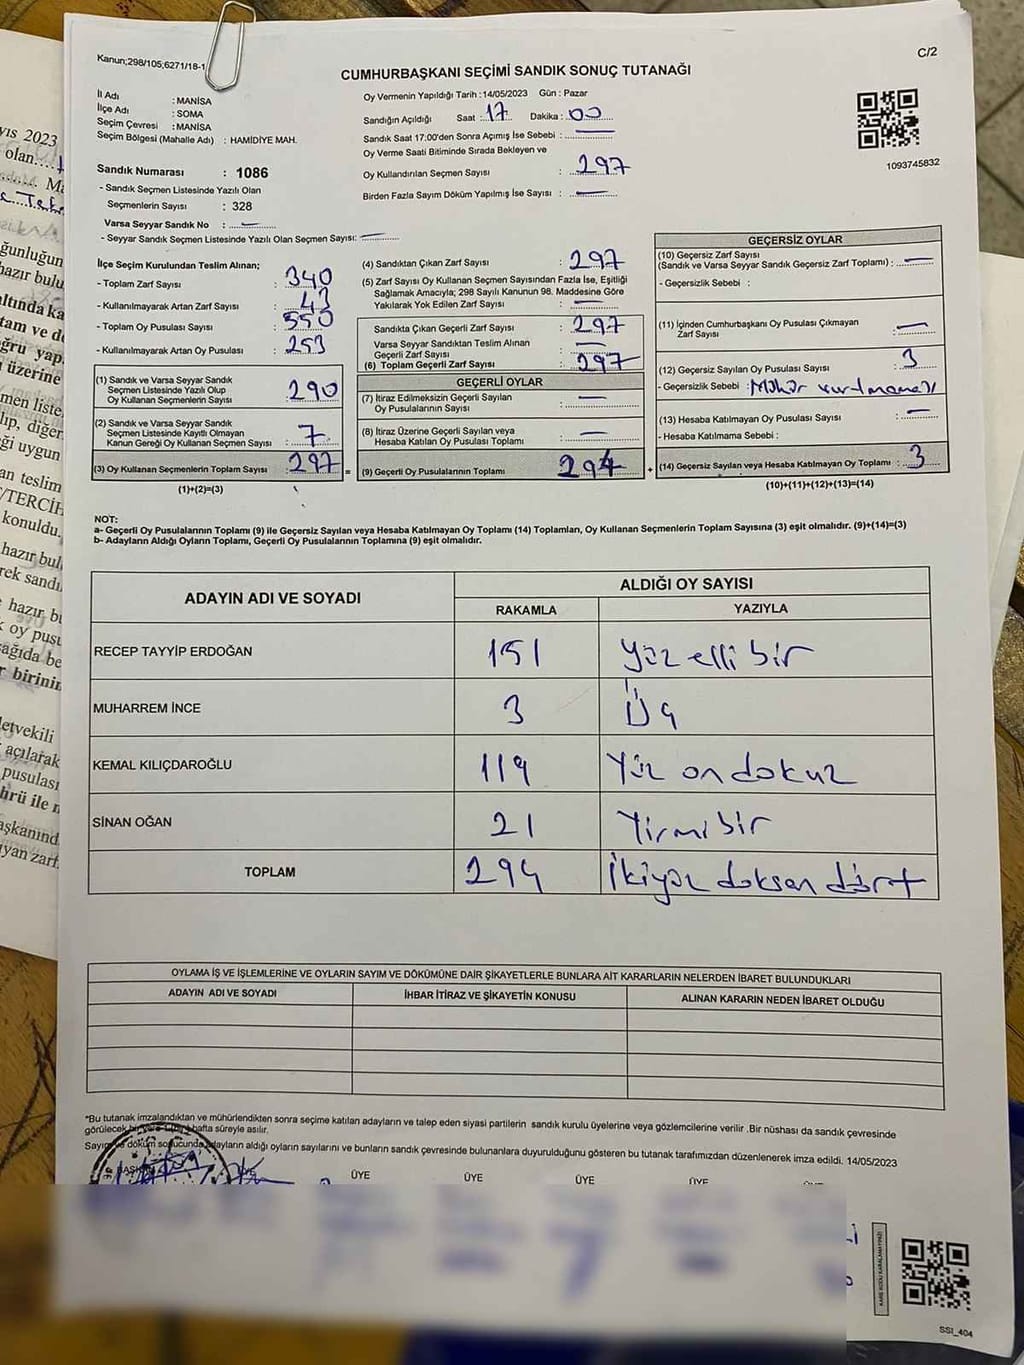 Kanun;298/105;6271/18-1
C/2
CUMHURBAŞKANI SEÇİMİ SANDIK SONUÇ TUTANAĞI
İl Adı : MANİSA
İlçe Adı : SOMA
Seçim Çevresi : MANİSA
Seçim Bölgesi (Mahalle Adı) : HAMİDİYE MAH.
Sandık Numarası : 1086
- Sandık Seçmen Listesinde Yazılı Olan
Seçmenlerin Sayısı : 328
Varsa Seyyar Sandık No :
- Seyyar Sandık Seçmen Listesinde Yazılı Olan Seçmen Sayısı:
Oy Vermenin Yapıldığı Tarih :14/05/2023 Gün : Pazar
Sandığın Açıldığı Saat : 17 Dakika : 00
Sandık Saat 17:00'den Sonra Açımış İse Sebebi :
Oy Verme Saati Bitiminde Sırada Bekleyen ve
Oy Kullandırılan Seçmen Sayısı : 297
Birden Fazla Sayım Döküm Yapılmış İse Sayısı :
1093745832
İlçe Seçim Kurulundan Teslim Alınan;
- Toplam Zarf Sayısı : 340
- Kullanılmayarak Artan Zarf Sayısı : 43
- Toplam Oy Pusulası Sayısı : 550
- Kullanılmayarak Artan Oy Pusulası : 253
(1) Sandık ve Varsa Seyyar Sandık
Seçmen Listesinde Yazılı Olup
Oy Kullanan Seçmenlerin Sayısı : 290
(2) Sandık ve Varsa Seyyar Sandık
Seçmen Listesinde Kayıtlı Olmayan
Kanun Gereği Oy Kullanan Seçmen Sayısı : 7
(3) Oy Kullanan Seçmenlerin Toplam Sayısı : 297 =
(1)+(2)=(3)
(4) Sandıktan Çıkan Zarf Sayısı : 297
(5) Zarf Sayısı Oy Kullanan Seçmen Sayısından Fazla İse, Eşitliği
Sağlamak Amacıyla; 298 Sayılı Kanunun 98. Maddesine Göre
Yakılarak Yok Edilen Zarf Sayısı :
Sandıkta Çıkan Geçerli Zarf Sayısı : 297
Varsa Seyyar Sandıktan Teslim Alınan
Geçerli Zarf Sayısı :
(6) Toplam Geçerli Zarf Sayısı : 297
GEÇERLİ OYLAR
(7) İtiraz Edilmeksizin Geçerli Sayılan
Oy Pusulalarının Sayısı :
(8) İtiraz Üzerine Geçerli Sayılan veya
Hesaba Katılan Oy Pusulası Toplamı :
(9) Geçerli Oy Pusulalarının Toplamı : 294 +
GEÇERSİZ OYLAR
(10) Geçersiz Zarf Sayısı
(Sandık ve Varsa Seyyar Sandık Geçersiz Zarf Toplamı) :
- Geçersizlik Sebebi :
(11) İçinden Cumhurbaşkanı Oy Pusulası Çıkmayan
Zarf Sayısı :
(12) Geçersiz Sayılan Oy Pusulası Sayısı : 3
- Geçersizlik Sebebi : Mühür vurulmaması
(13) Hesaba Katılmayan Oy Pusulası Sayısı :
- Hesaba Katılmama Sebebi :
(14) Geçersiz Sayılan veya Hesaba Katılmayan Oy Toplamı : 3
(10)+(11)+(12)+(13)=(14)
NOT:
a- Geçerli Oy Pusulalarının Toplamı (9) ile Geçersiz Sayılan veya Hesaba Katılmayan Oy Toplamı (14) Toplamları, Oy Kullanan Seçmenlerin Toplam Sayısına (3) eşit olmalıdır. (9)+(14)=(3)
b- Adayların Aldığı Oyların Toplamı, Geçerli Oy Pusulalarının Toplamına (9) eşit olmalıdır.
ADAYIN ADI VE SOYADI
ALDIĞI OY SAYISI
RAKAMLA YAZIYLA
RECEP TAYYİP ERDOĞAN 151 Yüz elli bir
MUHARREM İNCE 3 Üç
KEMAL KILIÇDAROĞLU 119 Yüz on dokuz
SİNAN OĞAN 21 Yirmi bir
TOPLAM 294 İkiyüz doksan dört
OYLAMA İŞ VE İŞLEMLERİNE VE OYLARIN SAYIM VE DÖKÜMÜNE DAİR ŞİKAYETLERLE BUNLARA AİT KARARLARIN NELERDEN İBARET BULUNDUKLARI
ADAYIN ADI VE SOYADI İHBAR İTİRAZ VE ŞİKAYETİN KONUSU ALINAN KARARIN NEDEN İBARET OLDUĞU
*Bu tutanak imzalandıktan ve mühürlendikten sonra seçime katılan adayların ve talep eden siyasi partilerin sandık kurulu üyelerine veya gözlemcilerine verilir .Bir nüshası da sandık çevresinde
görülecek bir yere 1 (bir) hafta süreyle asılır.
Sayım ve döküm sonucunda adayların aldığı oyların sayılarını ve bunların sandık çevresinde bulunanlara duyurulduğunu gösteren bu tutanak tarafımızdan düzenlenerek imza edildi. 14/05/2023
BAŞKAN ÜYE ÜYE ÜYE ÜYE
SSI_404